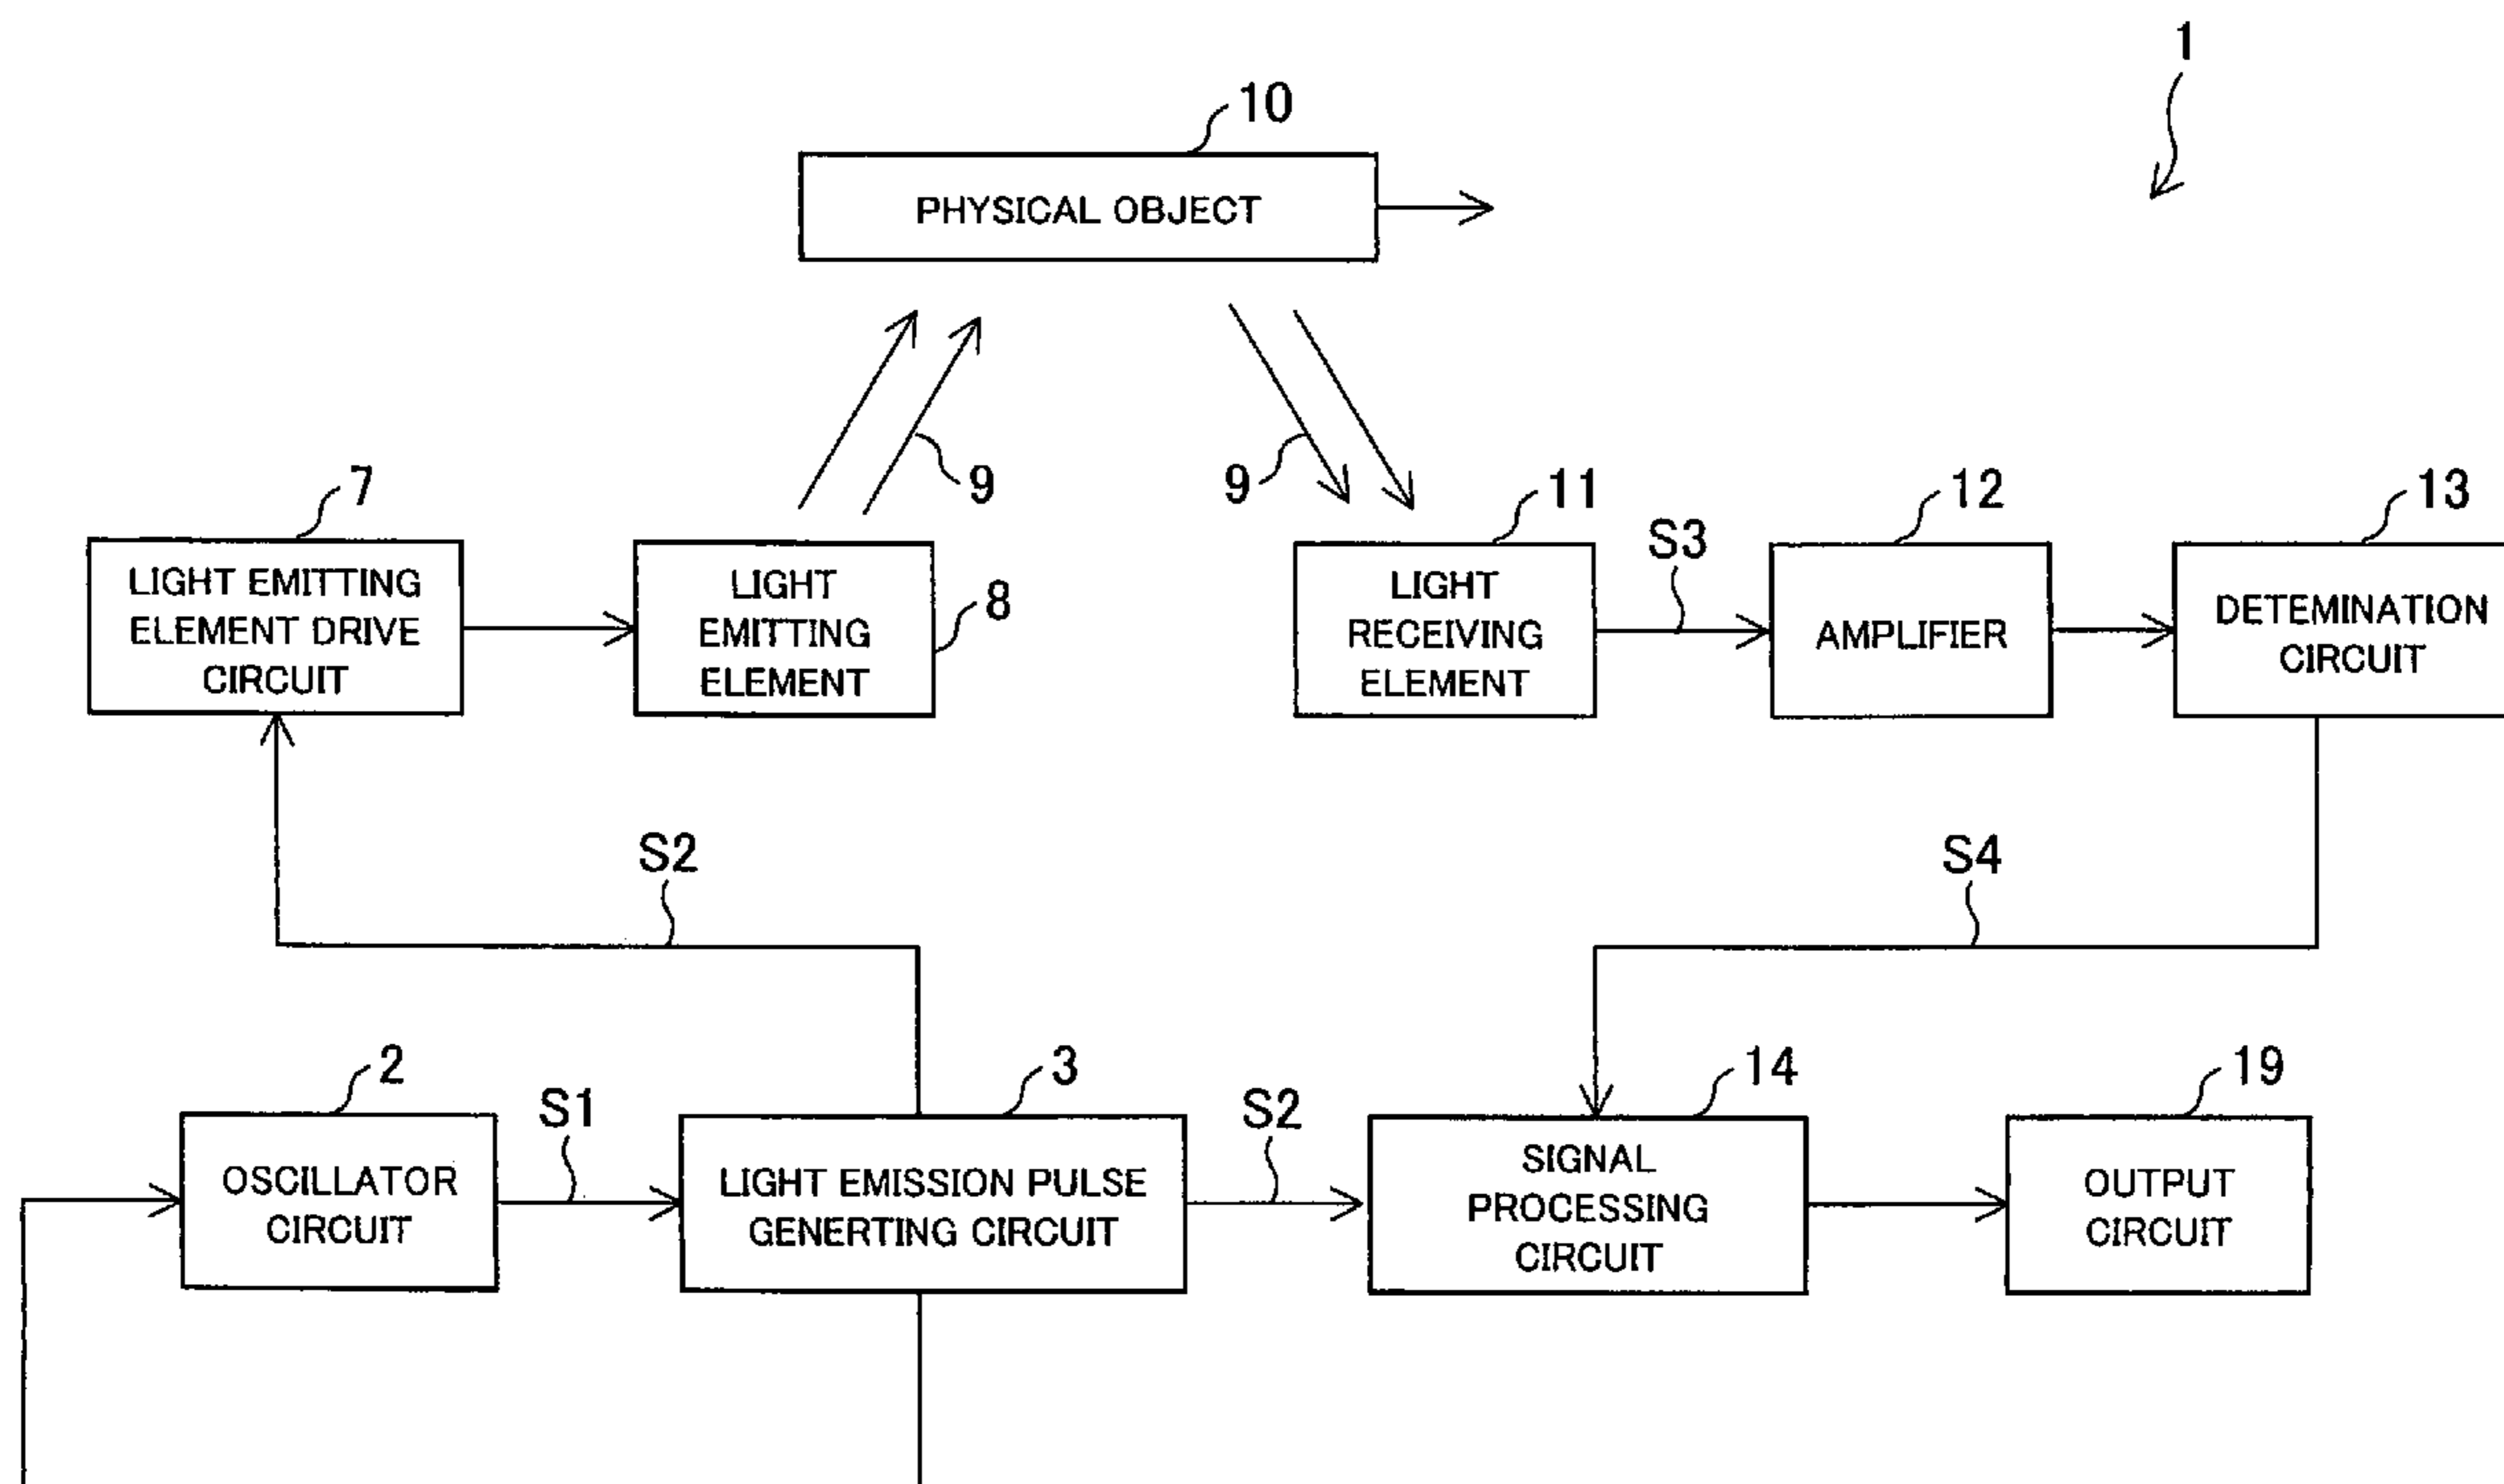 1
10
PHYSICAL OBJECT
9
9
7
LIGHT EMITTING
ELEMENT DRIVE
CIRCUIT
LIGHT
EMITTING
ELEMENT
8
11
LIGHT
RECEIVING
ELEMENT
S3
12
AMPLIFIER
13
DETEMINATION
CIRCUIT
S2
S4
2
OSCILLATOR
CIRCUIT
S1
3
LIGHT EMISSION PULSE
GENERTING CIRCUIT
S2
14
SIGNAL
PROCESSING
CIRCUIT
19
OUTPUT
CIRCUIT